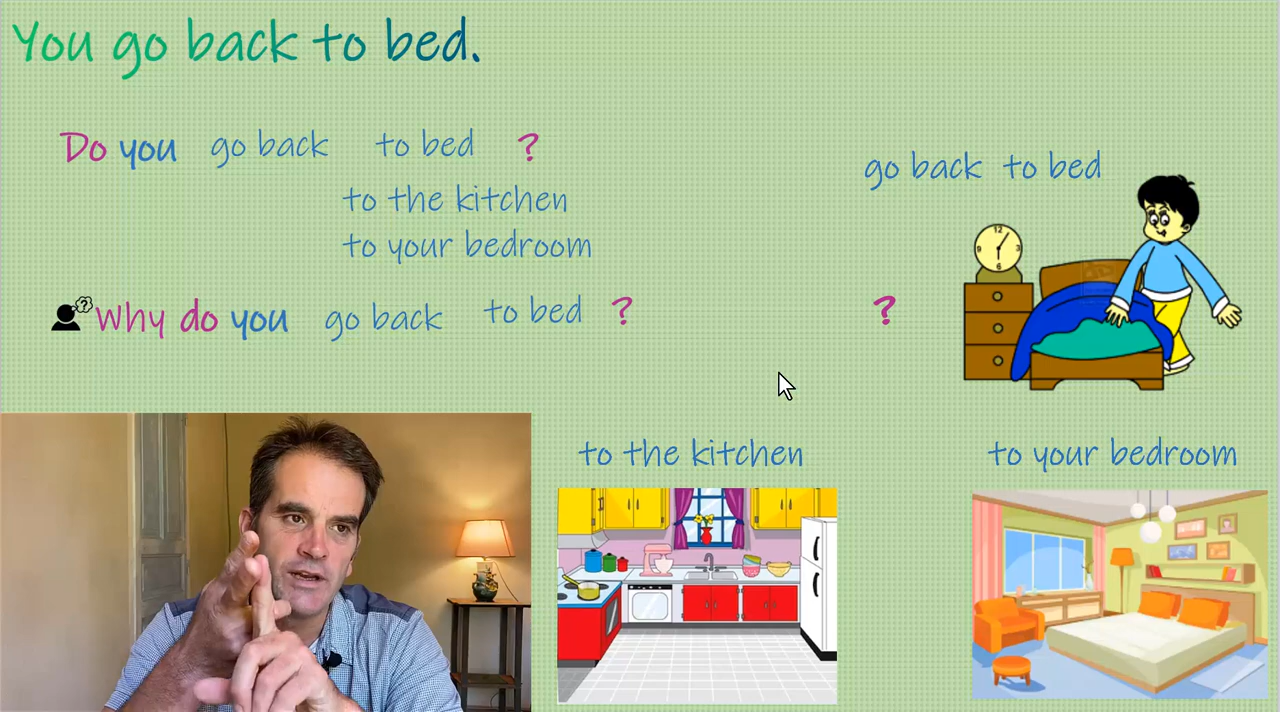 You go back to bed.
Do you go back to bed ?
to the kitchen
to your bedroom
Why do you go back to bed ? ?
go back to bed
to the kitchen
to your bedroom